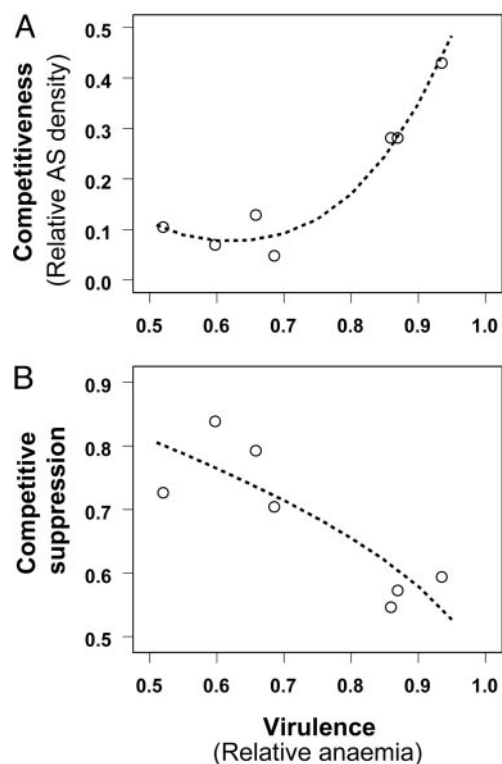 A
Competitiveness
(Relative AS density)
0.5
0.4
0.3
0.2
0.1
0.0
0.5 0.6 0.7 0.8 0.9 1.0
B
Competitive
suppression
0.9
0.8
0.7
0.6
0.5
0.5 0.6 0.7 0.8 0.9 1.0
Virulence
(Relative anaemia)